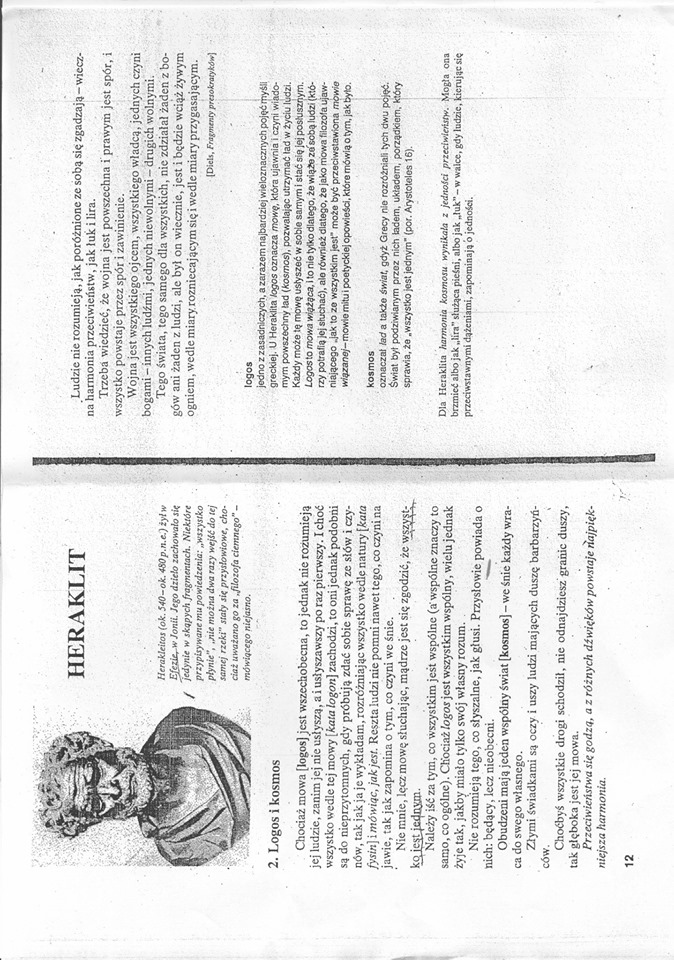 HERAKLIT
Herakleitos (ok. 540–ok. 480 p.n.e.) żył w
Efezie, w Jonii. Jego dzieło zachowało się
jedynie w skąpych fragmentach. Niektóre
przypisywane mu powiedzenia: „wszystko
płynie”, „nie można dwa razy wejść do tej
samej rzeki” stały się przysłowiowe, cho-
ciaż uważano go za „filozofa ciemnego” –
mówiącego niejasno.
2. Logos i kosmos
Chociaż mowa [logos] jest wszechobecna, to jednak nie rozumieją
jej ludzie, zanim jej nie usłyszą, a i usłyszawszy po raz pierwszy. I choć
wszystko wedle tej mowy [kata logon] zachodzi, to oni jednak podobni
są do nieprzytomnych, gdy próbują zdać sobie sprawę ze słów i czy-
nów, tak jak ja je wykładam, rozróżniając wszystko wedle natury [kata
fysin] i mówiąc, jak jest. Reszta ludzi nie pomni nawet tego, co czyni na
jawie, tak jak zapomina o tym, co czyni we śnie.
Nie mnie, lecz mowę słuchając, mądrze jest się zgodzić, że wszyst-
ko jest jednym.
Należy iść za tym, co wszystkim jest wspólne (a wspólne znaczy to
samo, co ogólne). Chociaż logos jest wszystkim wspólny, wielu jednak
żyje tak, jakby miało tylko swój własny rozum.
Nie rozumieją tego, co słyszalne, jak głusi. Przysłowie powiada o
nich: będący, lecz nieobecni.
Obudzeni mają jeden wspólny świat [kosmos] – we śnie każdy wra-
ca do swego własnego.
Złymi świadkami są oczy i uszy ludzi mających duszę barbarzyń-
ców.
Choćbyś wszystkie drogi schodził, nie odnajdziesz granic duszy,
tak głęboka jest jej mowa.
Przeciwieństwa się godzą, a z różnych dźwięków powstaje najpięk-
niejsza harmonia.
12
Ludzie nie rozumieją, jak poróżnione ze sobą się zgadzają – wiecz-
na harmonia przeciwieństw, jak łuk i lira.
Trzeba wiedzieć, że wojna jest powszechna i prawym jest spór, i
wszystko powstaje przez spór i zawinienie.
Wojna jest wszystkiego ojcem, wszystkiego władcą, jednych czyni
bogami – innych ludźmi, jednych niewolnymi – drugich wolnymi.
Tego świata, tego samego dla wszystkich, nie zdziałał żaden z bo-
gów ani żaden z ludzi, ale był on wiecznie, jest i będzie wciąż żywym
ogniem, wedle miary rozniecającym się i wedle miary przygasającym.
[Diels, Fragmenty presokratyków]
logos
jedno z zasadniczych, a zarazem najbardziej wieloznacznych pojęć myśli
greckiej. U Heraklita logos oznacza mowę, która ujawnia i czyni wiado-
mym powszechny ład (kosmos), pozwalając utrzymać ład w życiu ludzi.
Każdy może tę mowę usłyszeć w sobie samym i stać się jej posłusznym.
Logos to mowa wiążąca, i to nie tylko dlatego, że wiąże ze sobą ludzi (któ-
rzy potrafią jej słuchać), ale również dlatego, że jako mowa filozofa ujaw-
niającego „jak to ze wszystkim jest” może być przeciwstawiona mowie
wiązanej – mowie mitu i poetyckiej opowieści, które mówią o tym, jak było.
kosmos
oznaczał ład a także świat, gdyż Grecy nie rozróżniali tych dwu pojęć.
Świat był podziwianym przez nich ładem, układem, porządkiem, który
sprawia, że „wszystko jest jednym” (por. Arystoteles 16).
Dla Heraklita harmonia kosmosu wynikała z jedności przeciwieństw. Mogła ona
brzmieć albo jak „lira” służąca pieśni, albo jak „łuk” – w walce, gdy ludzie, kierując się
przeciwstawnymi dążeniami, zapominają o jedności.